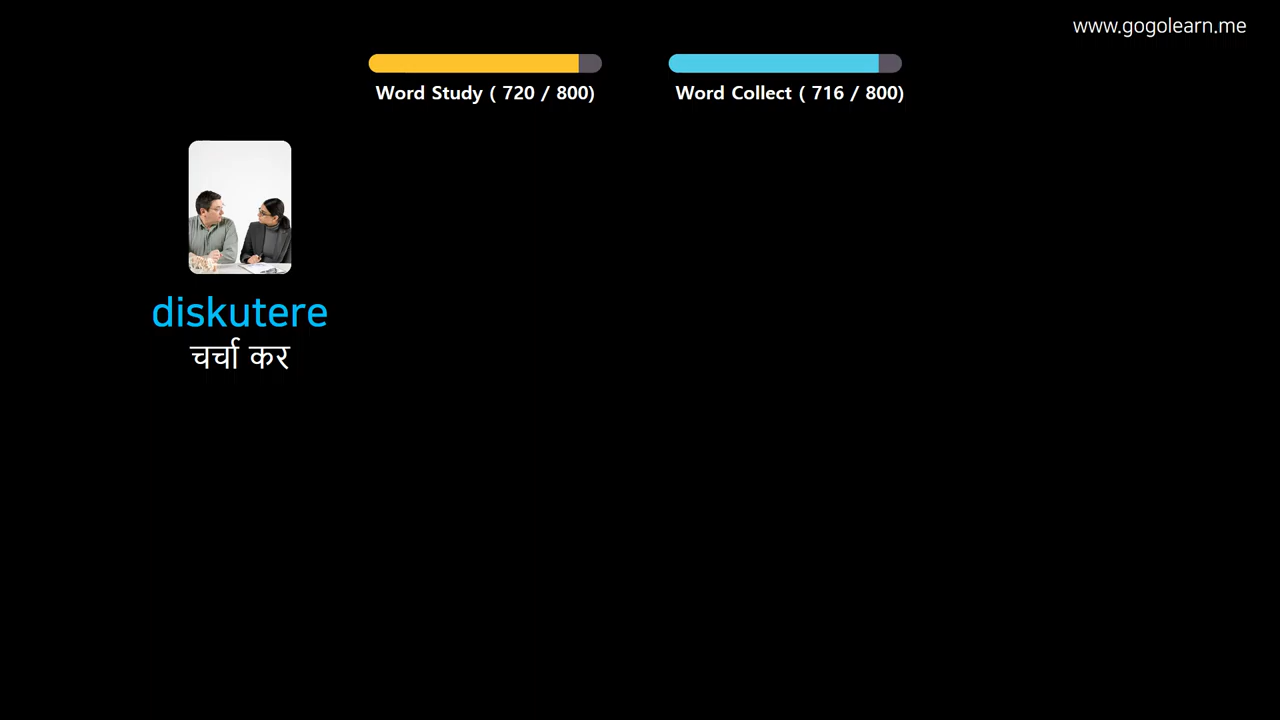 www.gogolearn.me
Word Study ( 720 / 800)
Word Collect ( 716 / 800)
diskutere
चर्चा कर